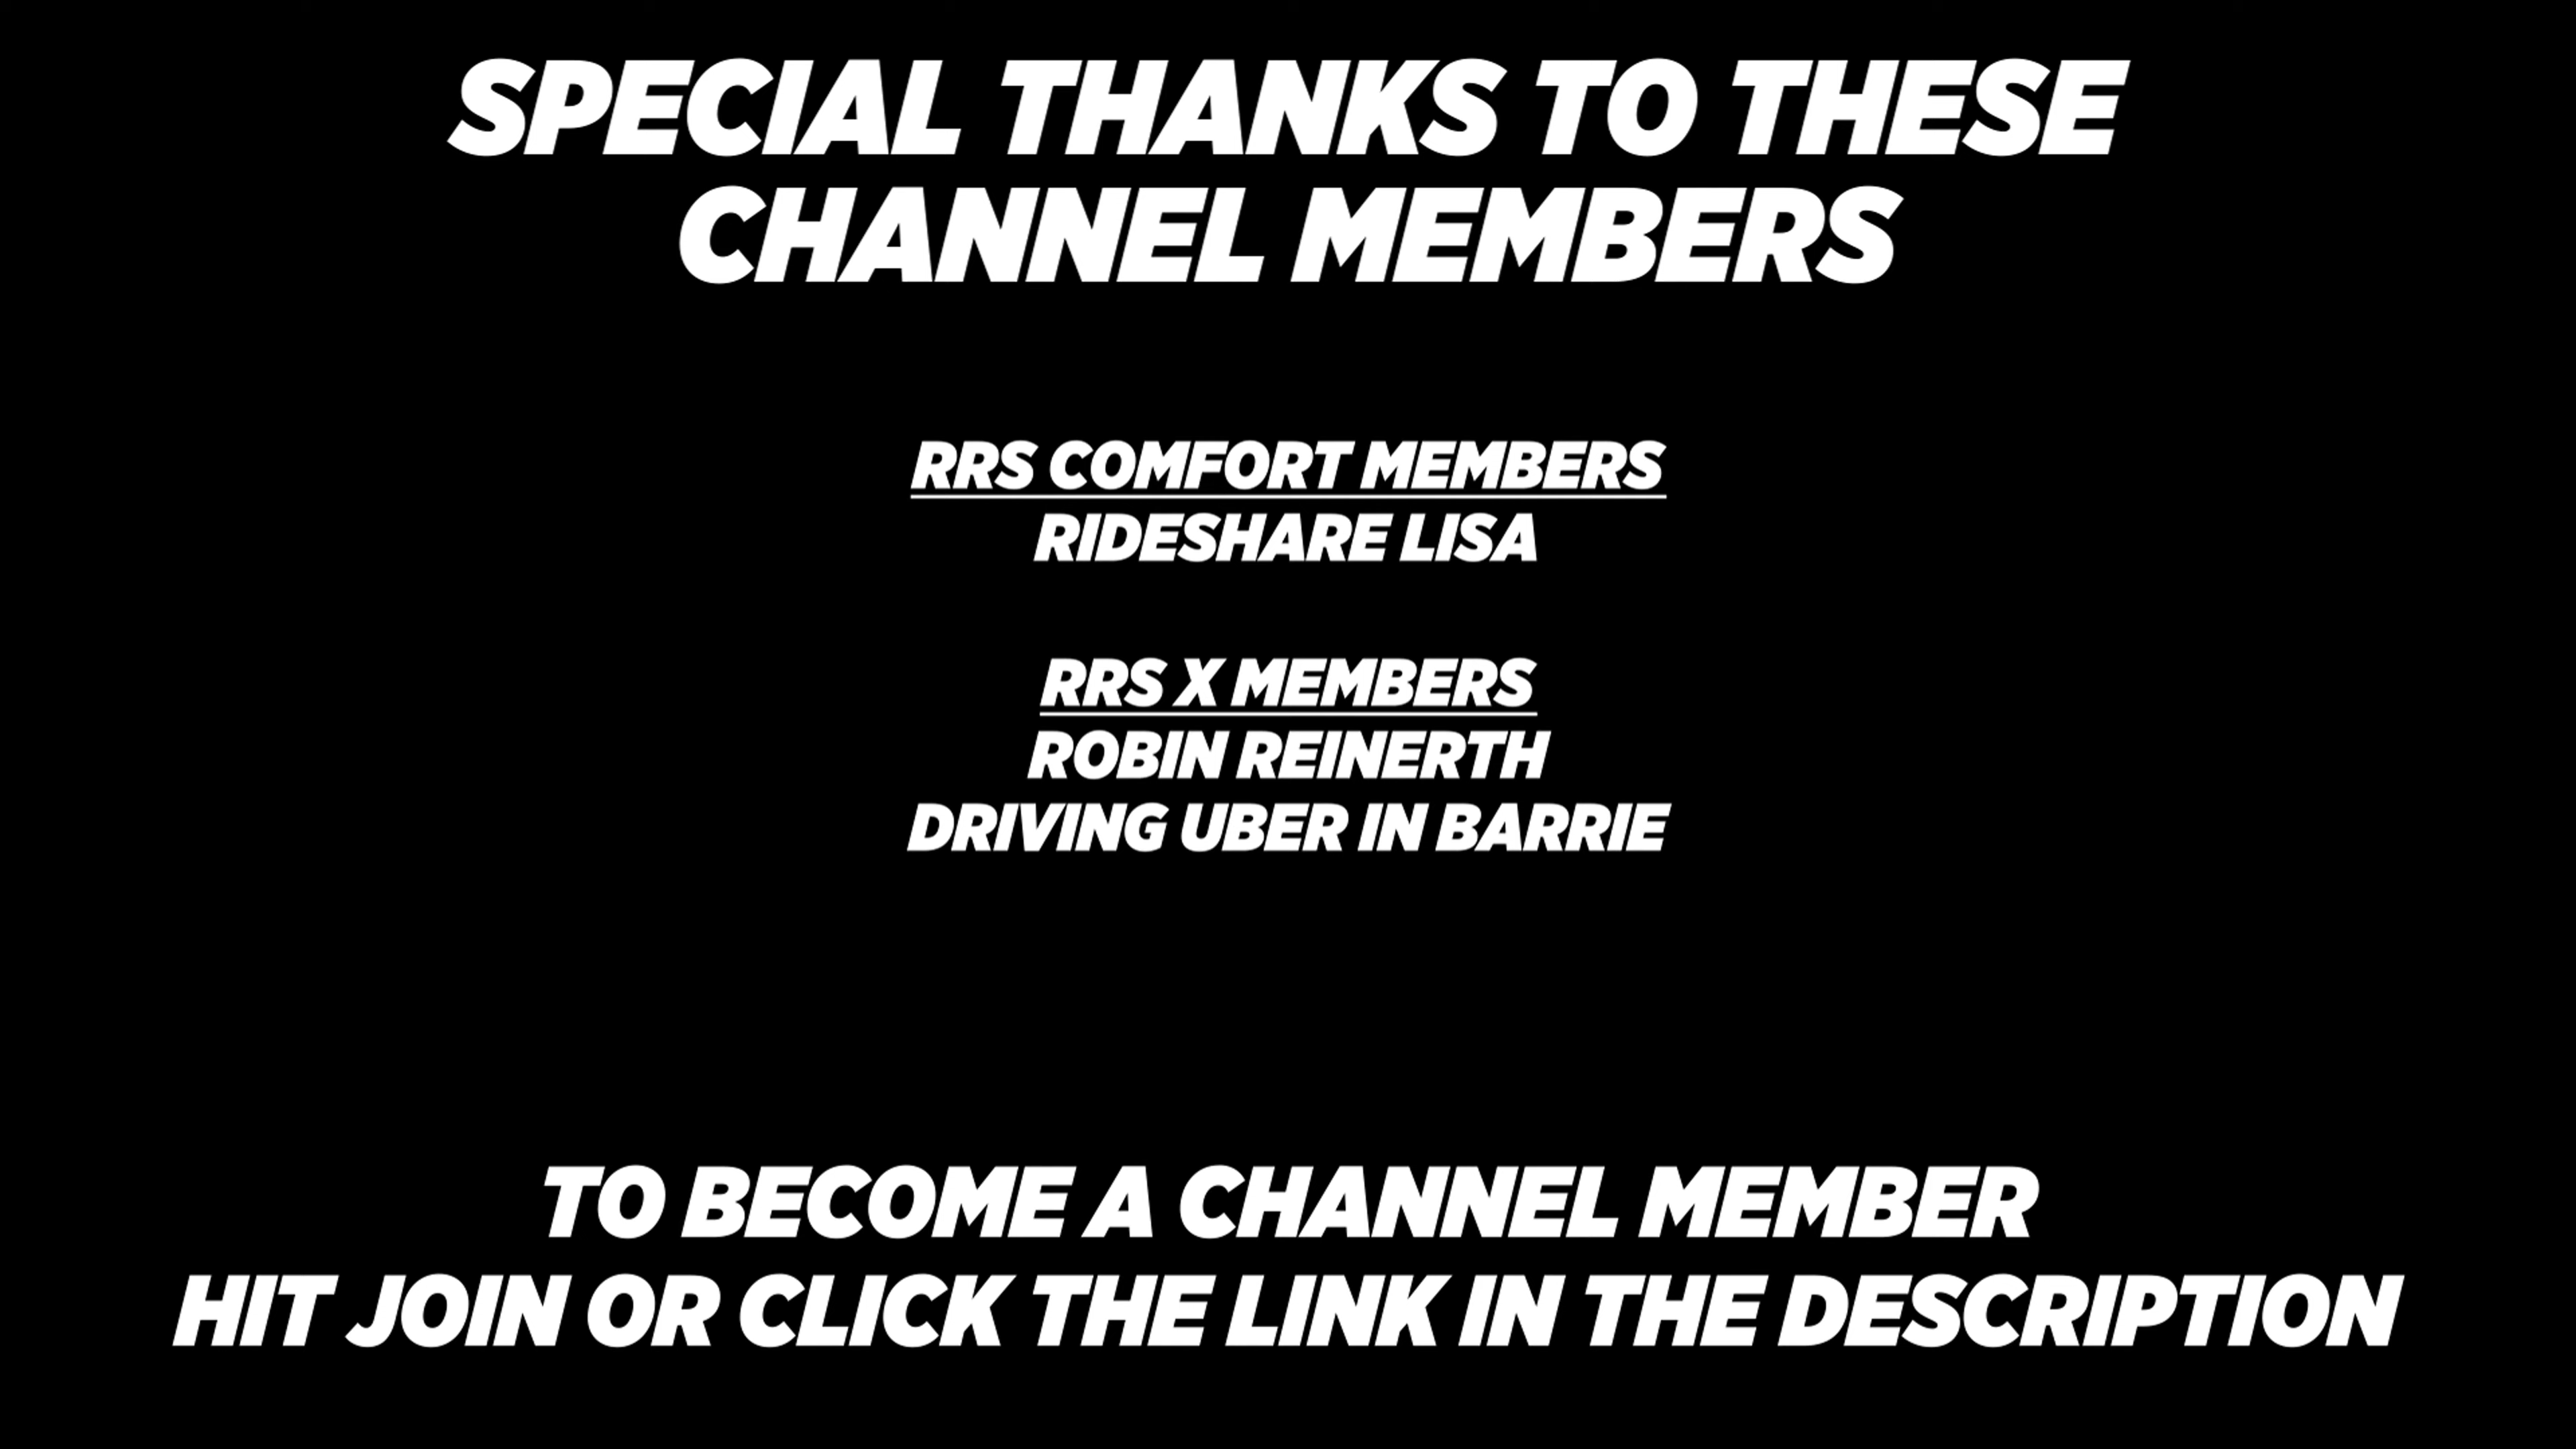 SPECIAL THANKS TO THESE
CHANNEL MEMBERS
RRS COMFORT MEMBERS
RIDESHARE LISA
RRS X MEMBERS
ROBIN REINERTH
DRIVING UBER IN BARRIE
TO BECOME A CHANNEL MEMBER
HIT JOIN OR CLICK THE LINK IN THE DESCRIPTION